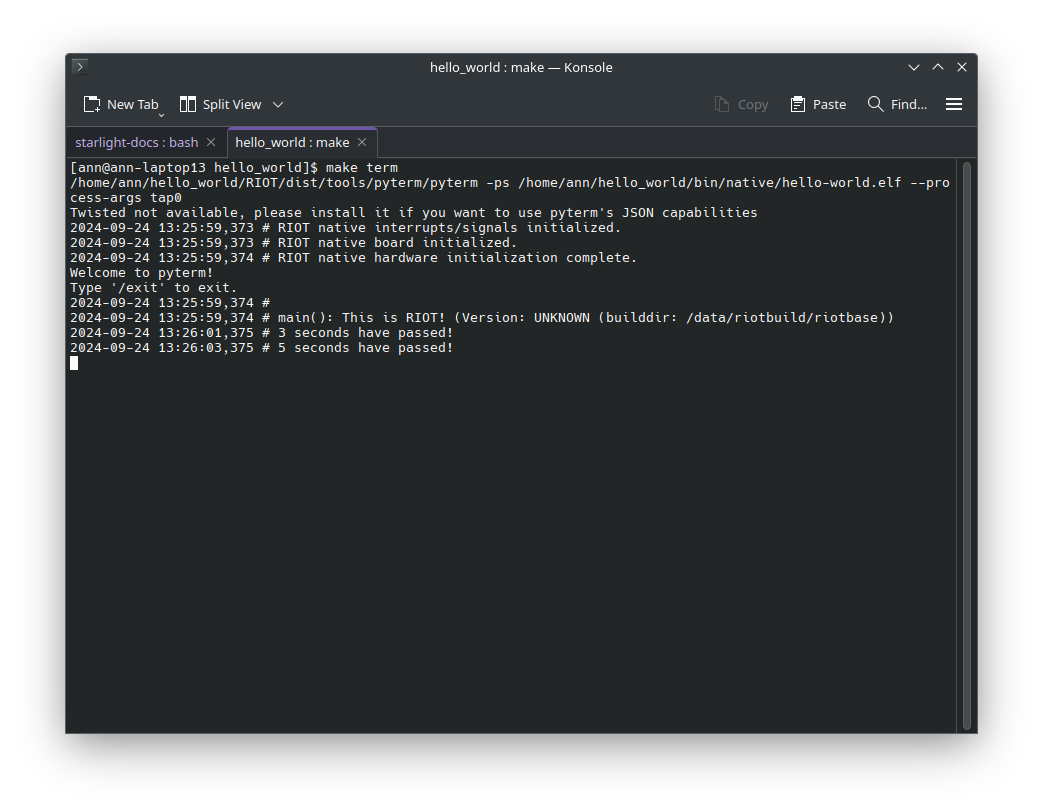 hello_world : make — Konsole
New Tab Split View Copy Paste Find...
starlight-docs : bash hello_world : make
[ann@ann-laptop13 hello_world]$ make term
/home/ann/hello_world/RIOT/dist/tools/pyterm/pyterm -ps /home/ann/hello_world/bin/native/hello-world.elf --pro
cess-args tap0
Twisted not available, please install it if you want to use pyterm's JSON capabilities
2024-09-24 13:25:59,373 # RIOT native interrupts/signals initialized.
2024-09-24 13:25:59,373 # RIOT native board initialized.
2024-09-24 13:25:59,374 # RIOT native hardware initialization complete.
Welcome to pyterm!
Type '/exit' to exit.
2024-09-24 13:25:59,374 #
2024-09-24 13:25:59,374 # main(): This is RIOT! (Version: UNKNOWN (builddir: /data/riotbuild/riotbase))
2024-09-24 13:26:01,375 # 3 seconds have passed!
2024-09-24 13:26:03,375 # 5 seconds have passed!